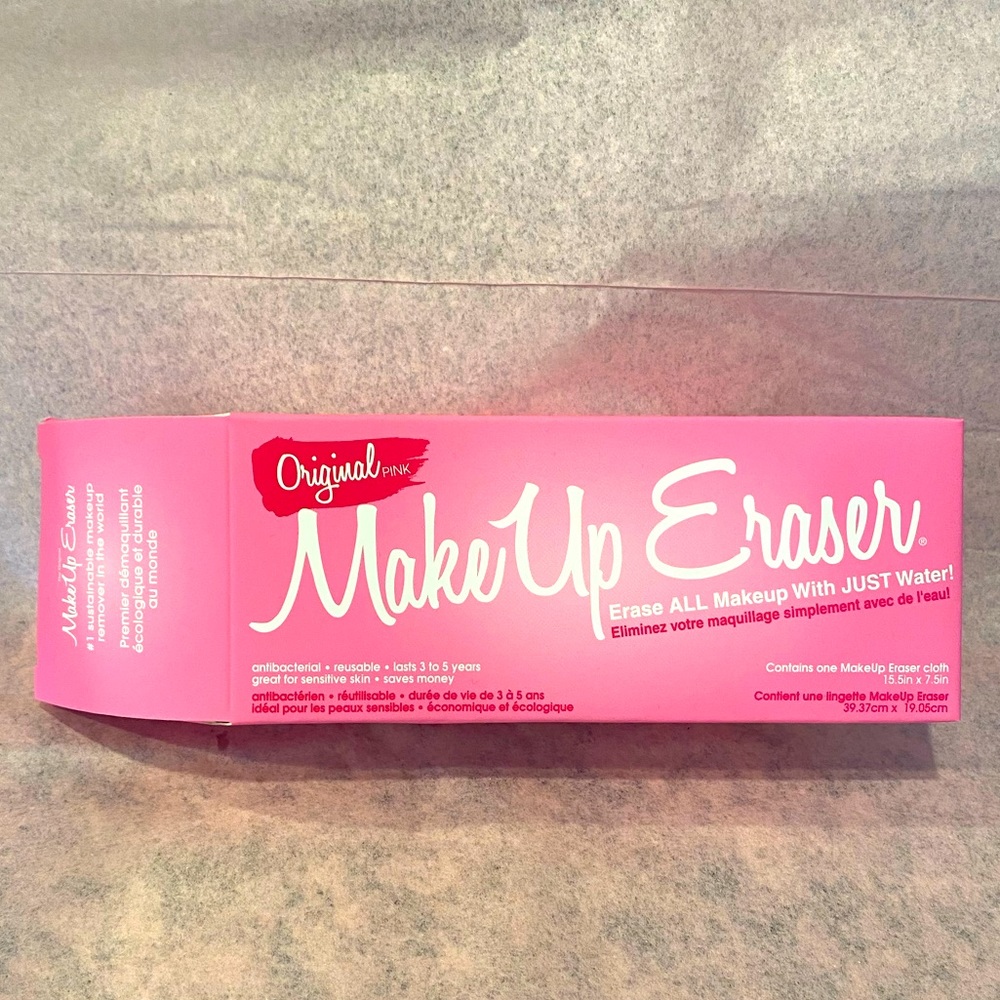 MakeUp Eraser
#1 sustainable makeup
remover in the world
Premier démaquillant
écologique et durable
au monde
Original PINK
MakeUp Eraser®
Erase ALL Makeup With JUST Water!
Eliminez votre maquillage simplement avec de l'eau!
antibacterial • reusable • lasts 3 to 5 years
great for sensitive skin • saves money
antibactérien • réutilisable • durée de vie de 3 à 5 ans
idéal pour les peaux sensibles • économique et écologique
Contains one MakeUp Eraser cloth
15.5in x 7.5in
Contient une lingette MakeUp Eraser
39.37cm x 19.05cm